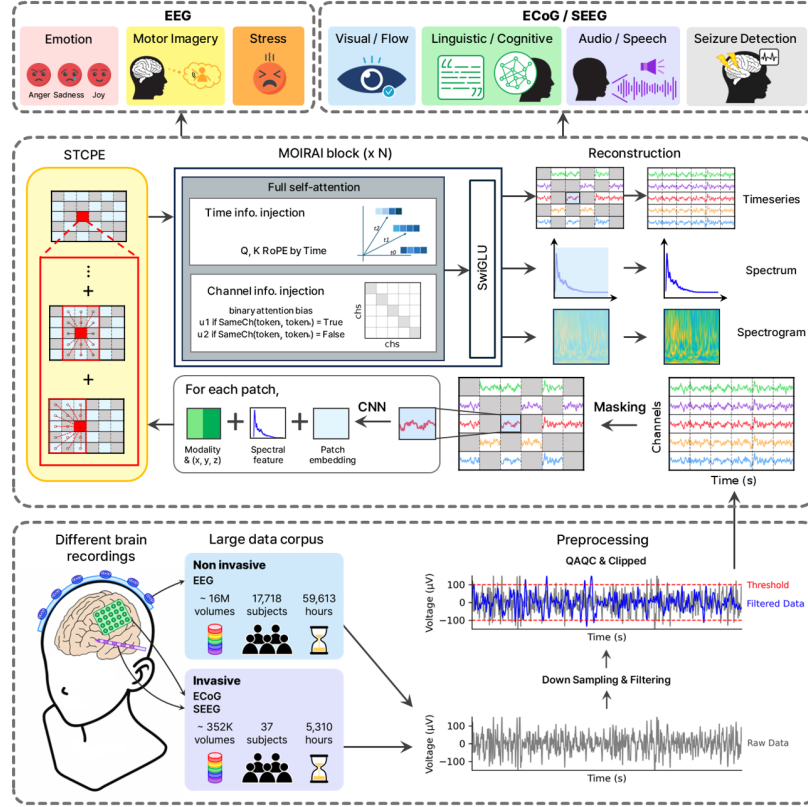 EEG
Emotion
Anger Sadness Joy
Motor Imagery
Stress
ECoG / SEEG
Visual / Flow
Linguistic / Cognitive
Audio / Speech
Seizure Detection
STCPE
...
+
+
MOIRAI block (x N)
Full self-attention
Time info. injection
t2
t1
t0
Q, K RoPE by Time
Channel info. injection
binary attention bias
u1 if SameCh(token, token) = True
u2 if SameCh(token, token) = False
chs
chs
SwiGLU
Reconstruction
Timeseries
Spectrum
Spectrogram
For each patch,
+
+
Modality
& (x, y, z)
Spectral
feature
Patch
embedding
CNN
Masking
Channels
Time (s)
Different brain
recordings
Large data corpus
Non invasive
EEG
~ 16M
volumes
17,718
subjects
59,613
hours
Invasive
ECoG
SEEG
~ 352K
volumes
37
subjects
5,310
hours
Preprocessing
QAQC & Clipped
Voltage (µV)
100
0
−100
Time (s)
Threshold
Filtered Data
Down Sampling & Filtering
Voltage (µV)
100
0
−100
Time (s)
Raw Data